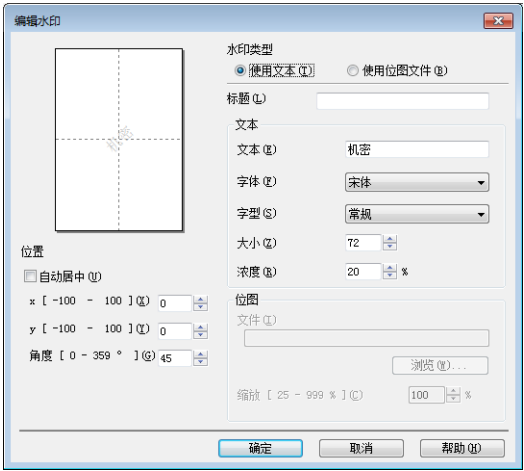 编辑水印
水印类型
使用文本(T)
使用位图文件(B)
标题(L)
文本
文本(E)
机密
字体(F)
宋体
字型(S)
常规
大小(Z)
72
浓度(R)
20 %
机密
位置
自动居中(U)
x [ -100 - 100 ](X) 0
y [ -100 - 100 ](Y) 0
角度 [ 0 - 359 ° ](G) 45
位图
文件(I)
浏览(W)...
缩放 [ 25 - 999 % ](C) 100 %
确定
取消
帮助(H)